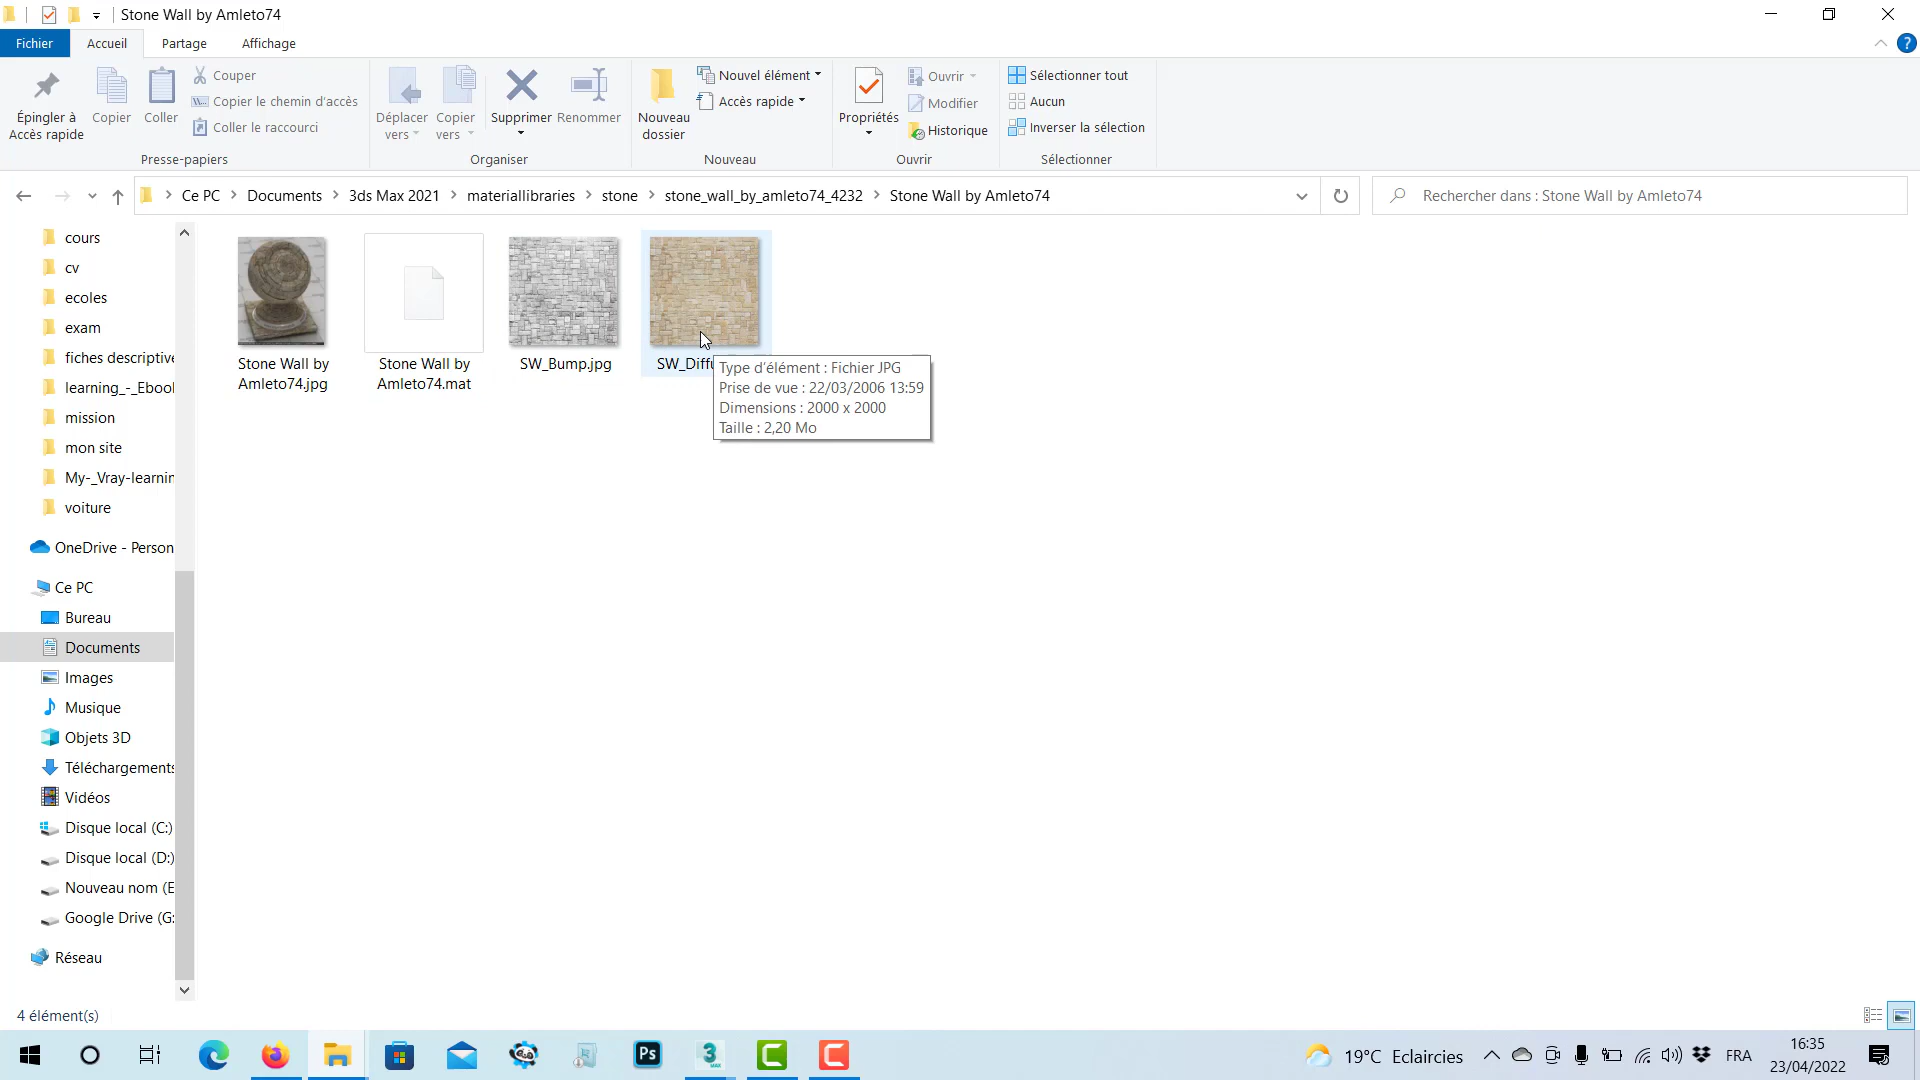 Stone Wall by Amleto74
Fichier
Accueil
Partage
Affichage
Épingler à
Accès rapide
Copier
Coller
Couper
Copier le chemin d'accès
Coller le raccourci
Presse-papiers
Déplacer
vers
Copier
vers
Supprimer
Renommer
Organiser
Nouveau
dossier
Nouvel élément
Accès rapide
Nouveau
Propriétés
Ouvrir
Modifier
Historique
Ouvrir
Sélectionner tout
Aucun
Inverser la sélection
Sélectionner
Ce PC
Documents
3ds Max 2021
materiallibraries
stone
stone_wall_by_amleto74_4232
Stone Wall by Amleto74
Rechercher dans : Stone Wall by Amleto74
cours
cv
ecoles
exam
fiches descriptive
learning_-_Ebool
mission
mon site
My-_Vray-learnin
voiture
OneDrive - Person
Ce PC
Bureau
Documents
Images
Musique
Objets 3D
Téléchargements
Vidéos
Disque local (C:)
Disque local (D:)
Nouveau nom (E
Google Drive (G:
Réseau
Stone Wall by
Amleto74.jpg
Stone Wall by
Amleto74.mat
SW_Bump.jpg
SW_Diffu
Type d'élément : Fichier JPG
Prise de vue : 22/03/2006 13:59
Dimensions : 2000 x 2000
Taille : 2,20 Mo
4 élément(s)
Ps
3
MAX
19°C Eclaircies
FRA
16:35
23/04/2022